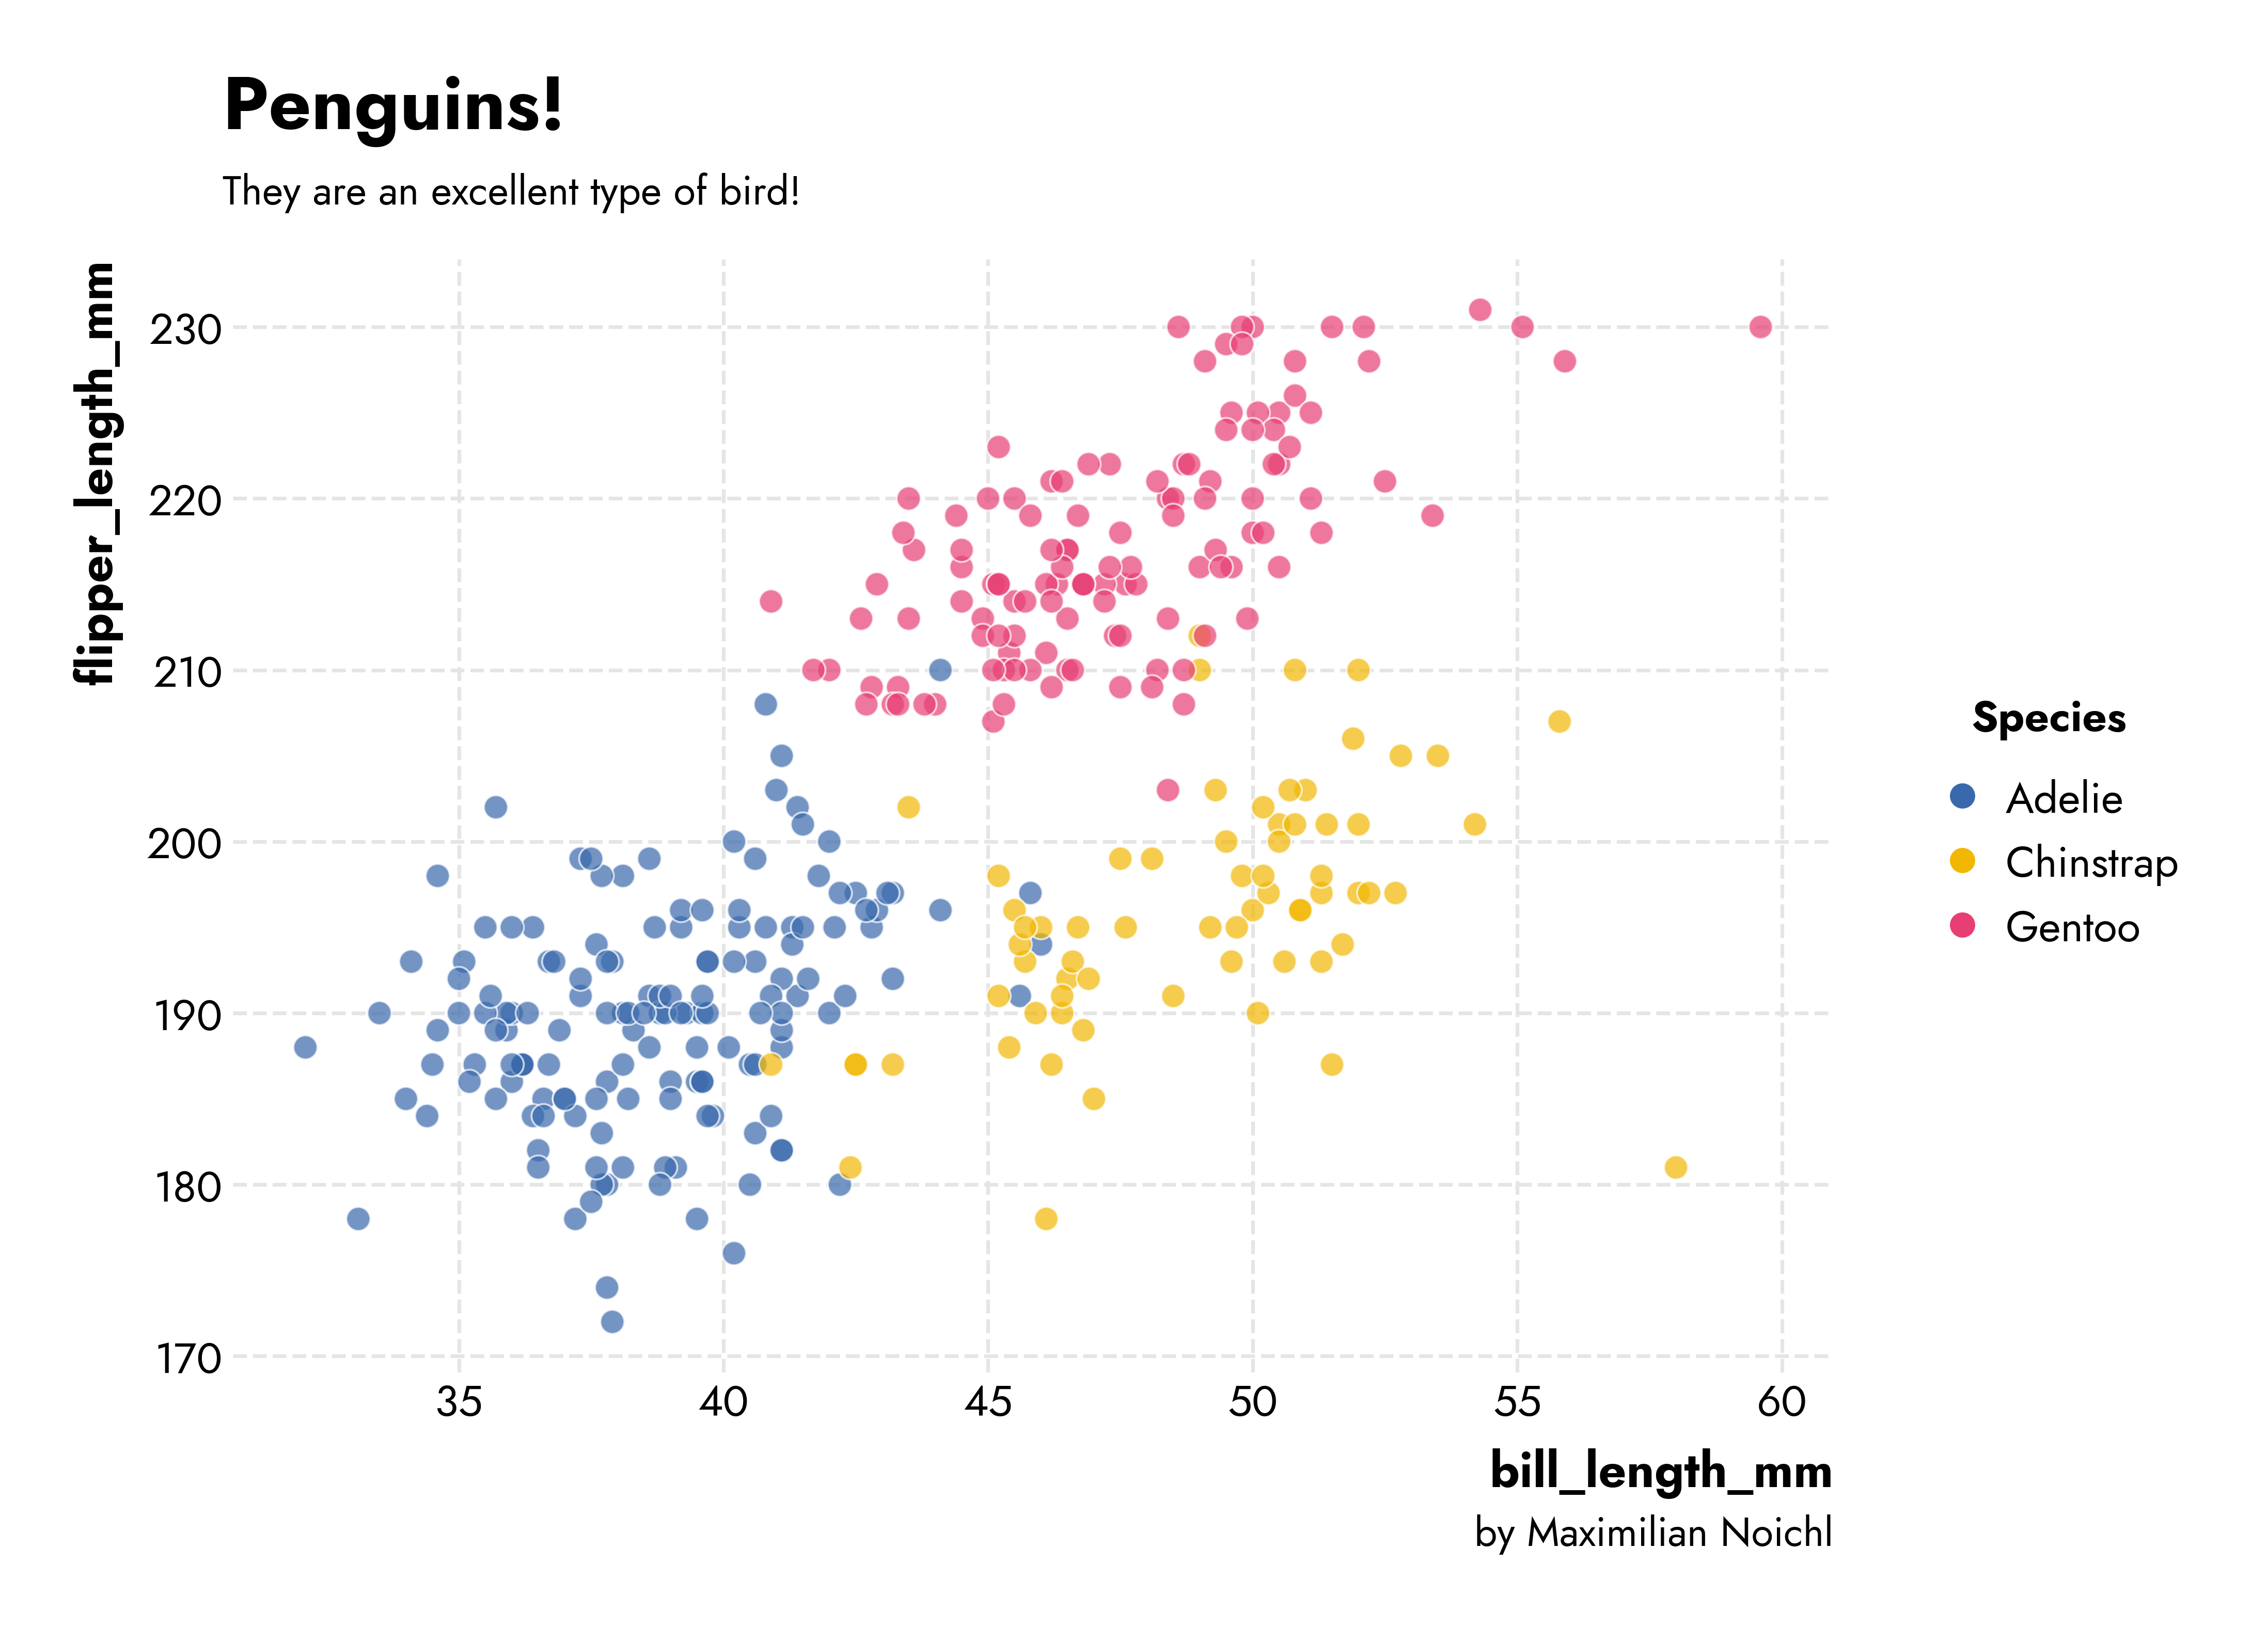 Penguins!
They are an excellent type of bird!
flipper_length_mm
230
220
210
200
190
180
170
35 40 45 50 55 60
bill_length_mm
by Maximilian Noichl
Species
Adelie
Chinstrap
Gentoo